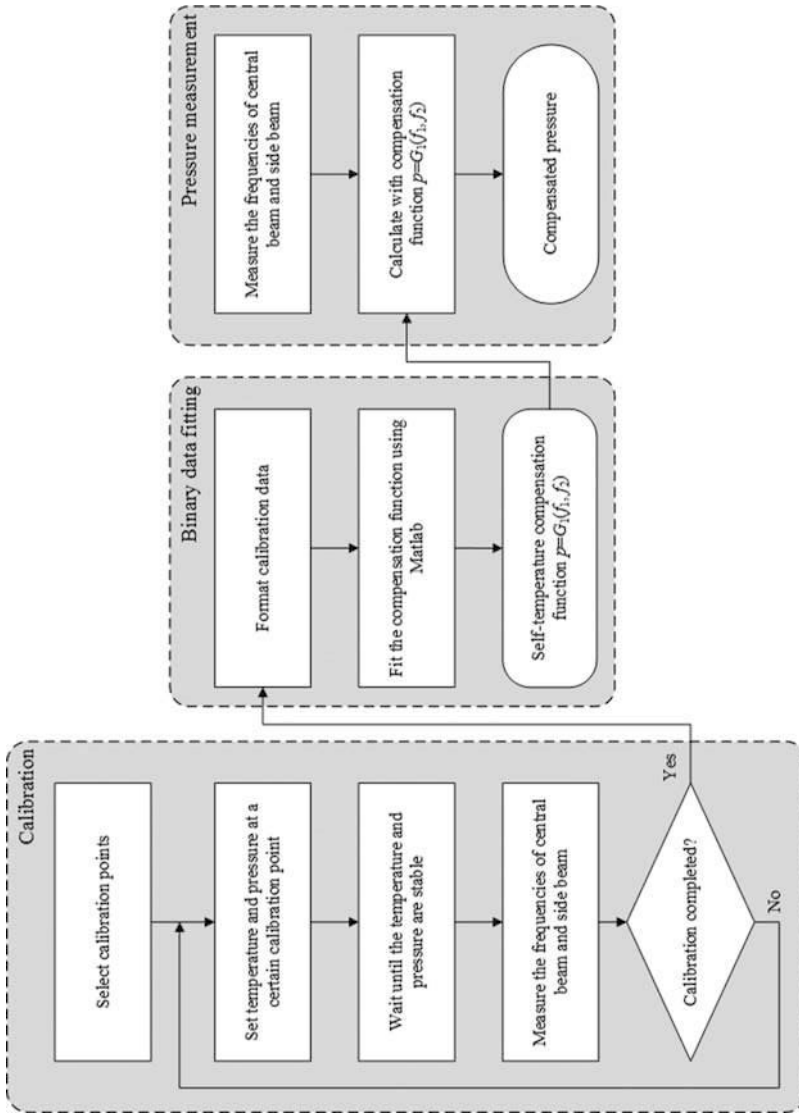 Calibration
Select calibration points
Set temperature and pressure at a
certain calibration point
Wait until the temperature and
pressure are stable
Measure the frequencies of central
beam and side beam
Calibration completed?
Yes
No
Binary data fitting
Format calibration data
Fit the compensation function using
Matlab
Self-temperature compensation
function p=G₁(f₁, f₂)
Pressure measurement
Measure the frequencies of central
beam and side beam
Calculate with compensation
function p=G₁(f₁, f₂)
Compensated pressure